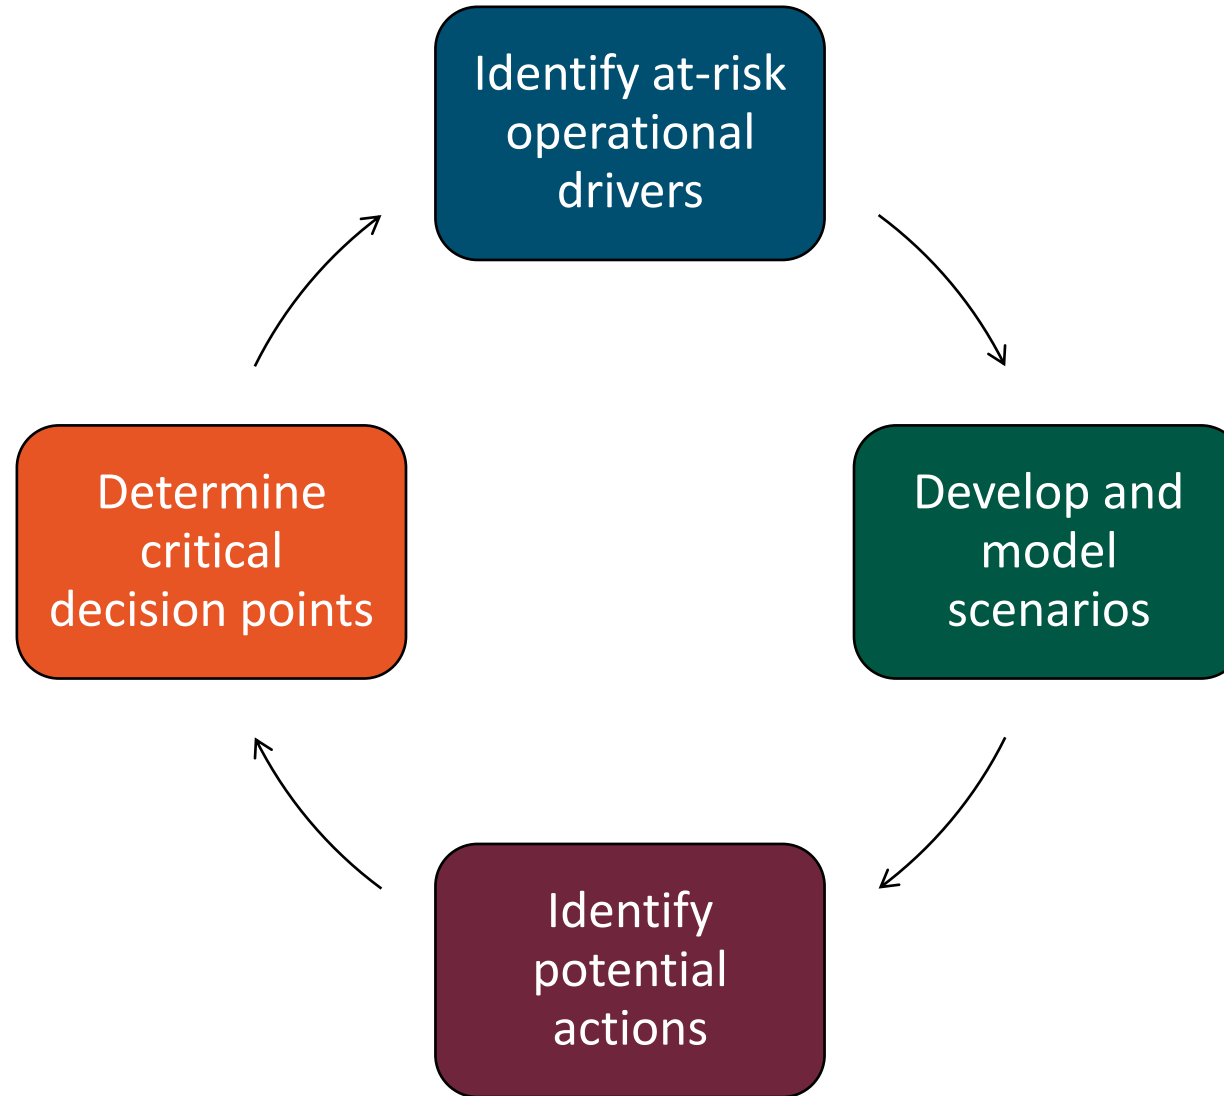 Identify at-risk
operational
drivers
Develop and
model
scenarios
Identify
potential
actions
Determine
critical
decision points